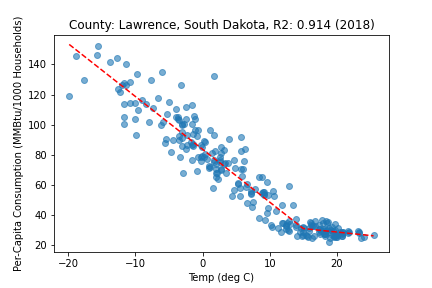 County: Lawrence, South Dakota, R2: 0.914 (2018)
Per-Capita Consumption (MMBtu/1000 Households)
140
120
100
80
60
40
20
−20 −10 0 10 20
Temp (deg C)